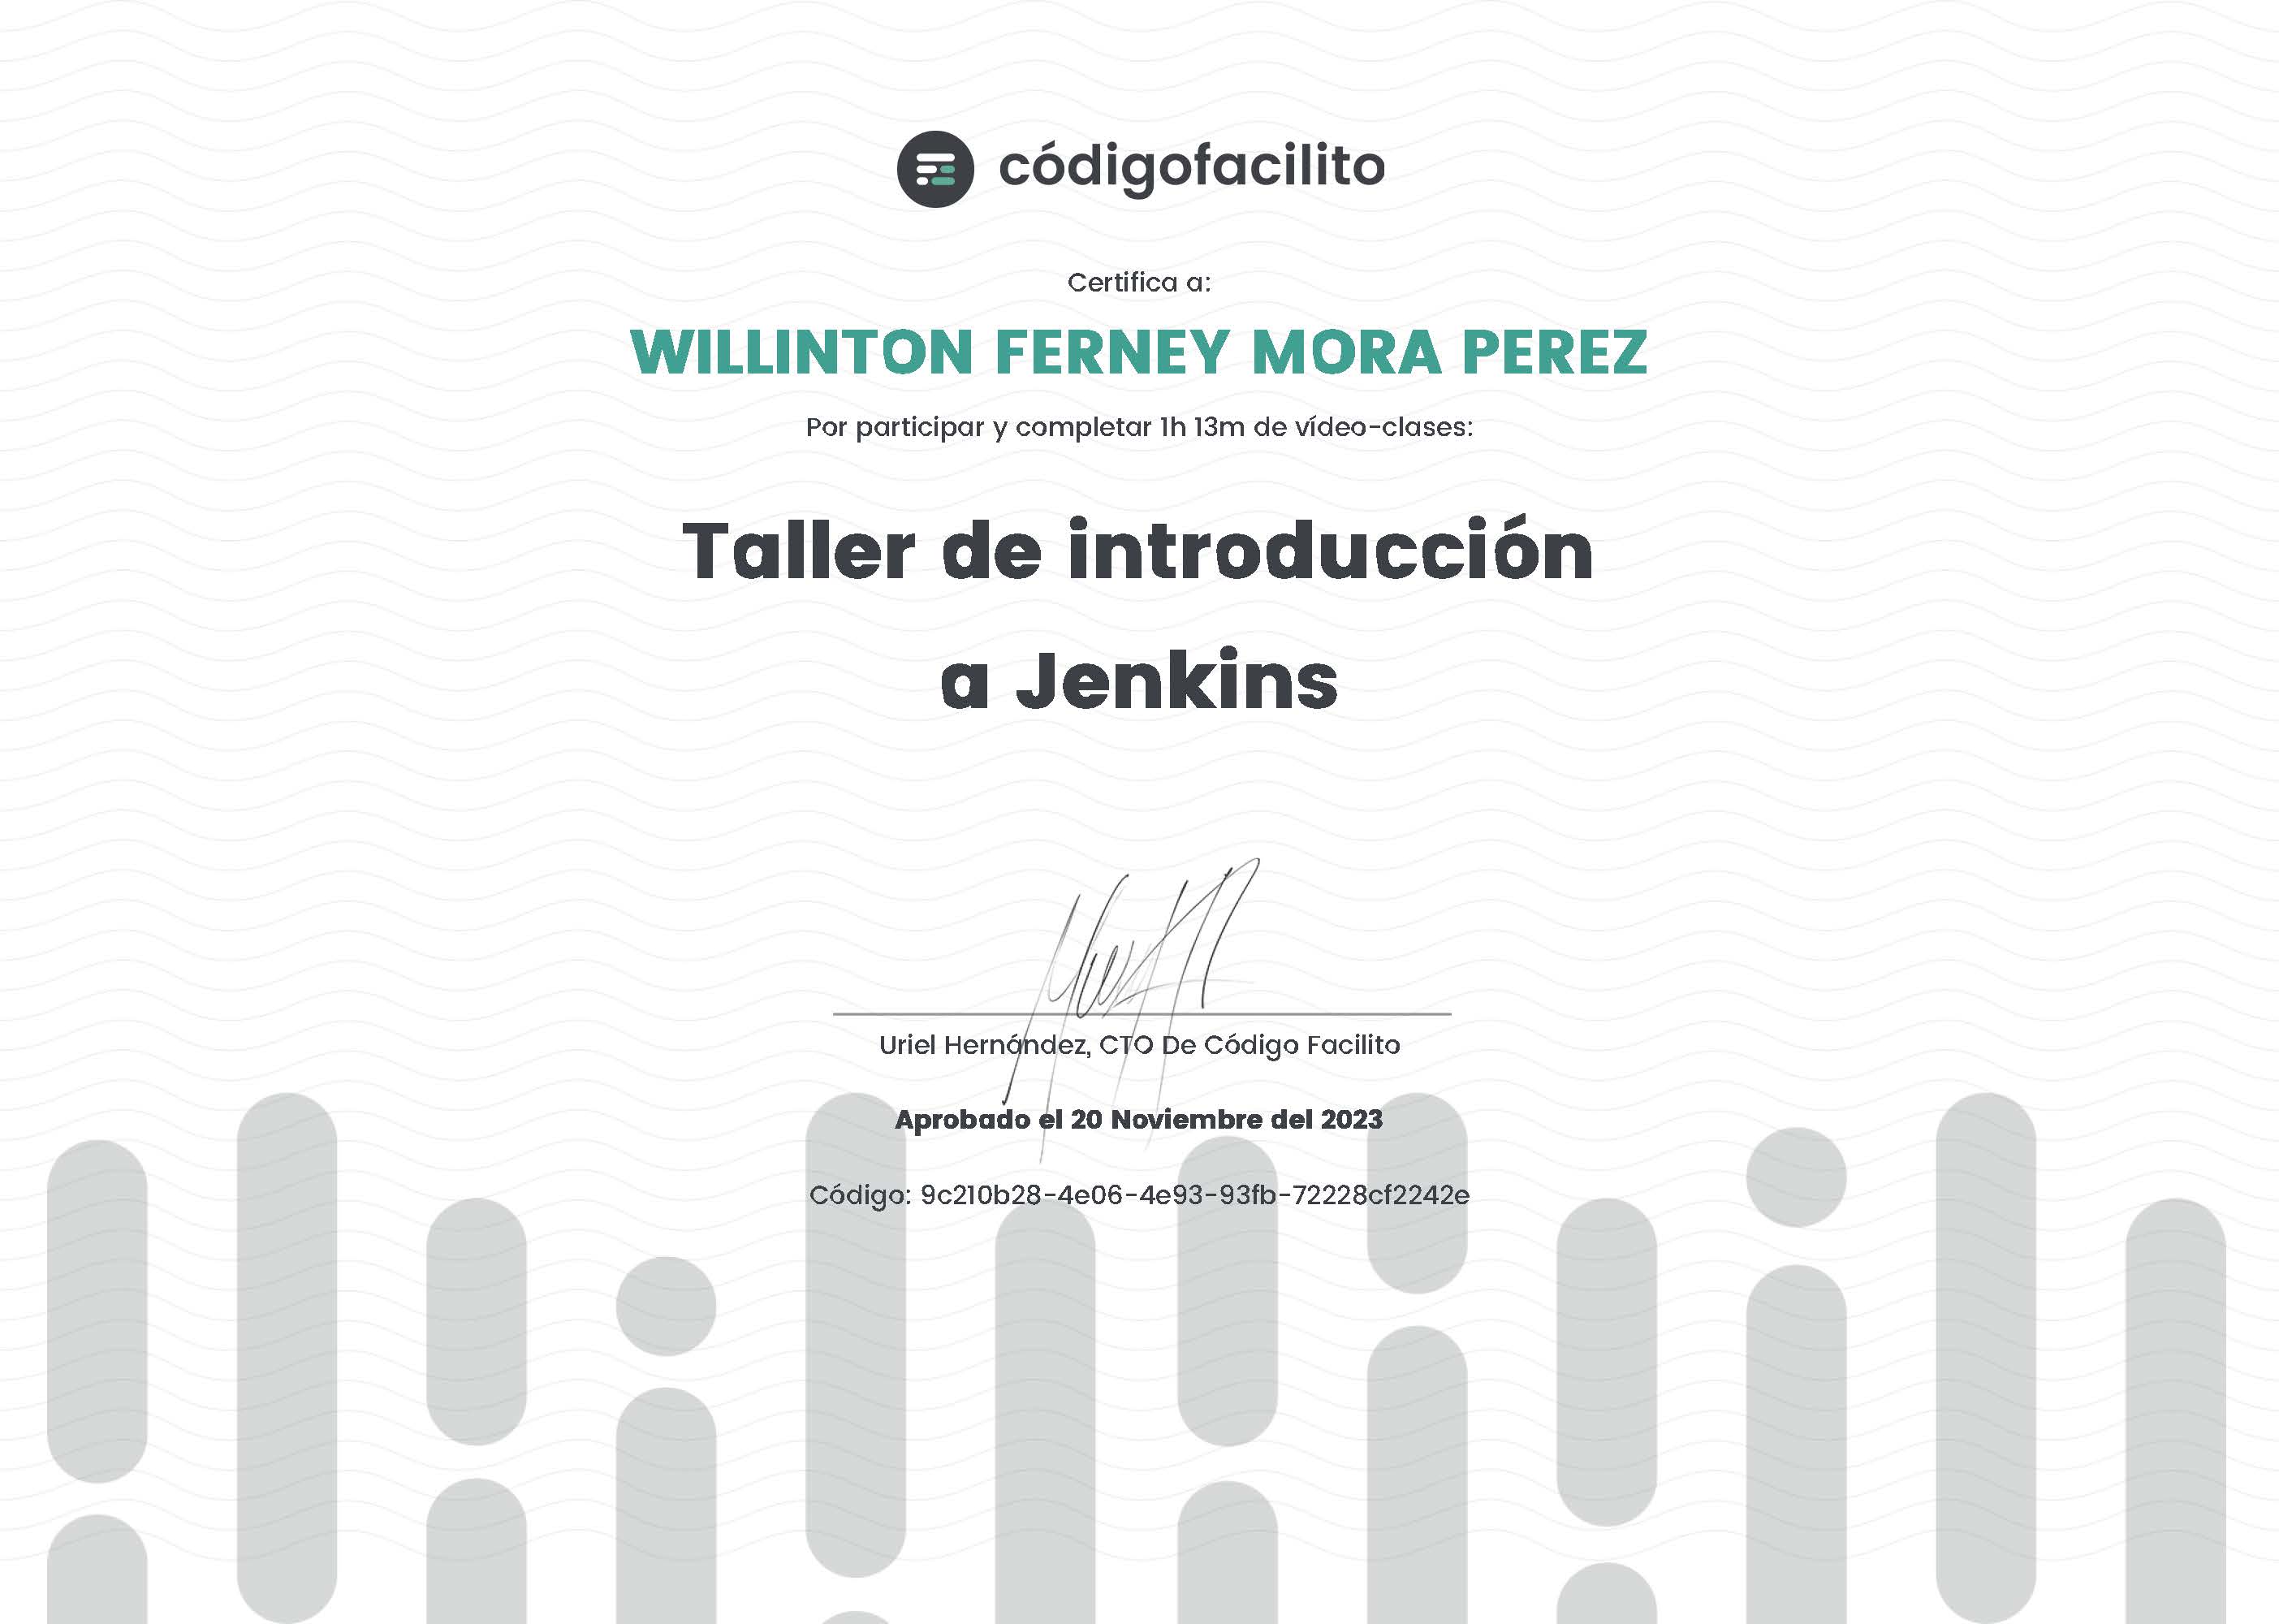 códigofacilito
Certifica a:
WILLINTON FERNEY MORA PEREZ
Por participar y completar 1h 13m de vídeo-clases:
Taller de introducción
a Jenkins
Uriel Hernández, CTO De Código Facilito
Aprobado el 20 Noviembre del 2023
Código: 9c210b28-4e06-4e93-93fb-72228cf2242e